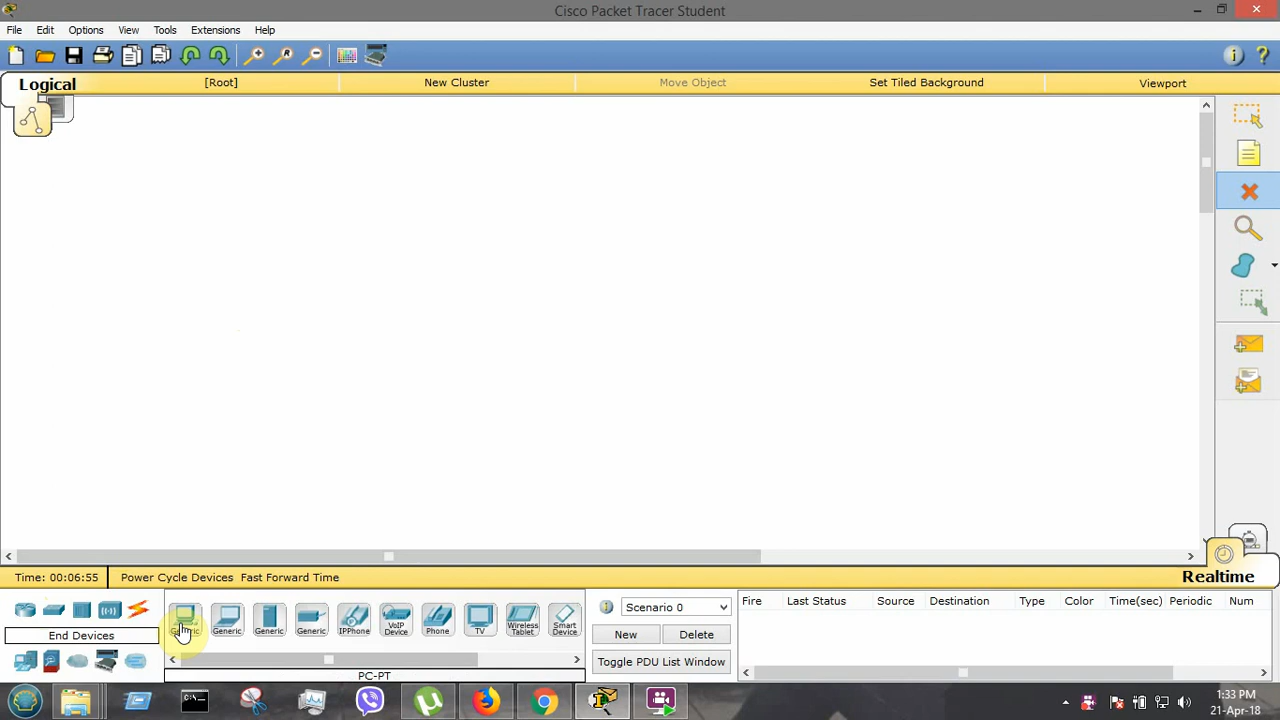 Cisco Packet Tracer Student
File Edit Options View Tools Extensions Help
Logical [Root] New Cluster Move Object Set Tiled Background Viewport
Time: 00:06:55 Power Cycle Devices Fast Forward Time Realtime
End Devices
Generic Generic Generic Generic IPPhone VoIP Device Phone TV Wireless Tablet Smart Device
PC-PT
Scenario 0
New Delete
Toggle PDU List Window
Fire Last Status Source Destination Type Color Time(sec) Periodic Num
1:33 PM
21-Apr-18